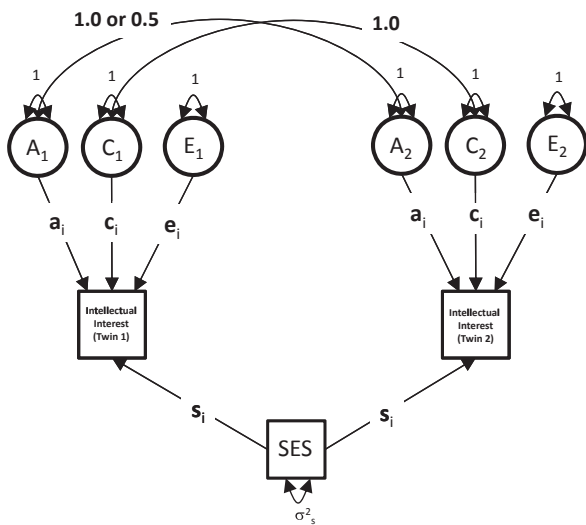 1.0 or 0.5
1.0
1 1 1 1 1 1
A₁ C₁ E₁ A₂ C₂ E₂
aᵢ cᵢ eᵢ aᵢ cᵢ eᵢ
Intellectual
Interest
(Twin 1)
Intellectual
Interest
(Twin 2)
sᵢ sᵢ
SES
σ²ₛ